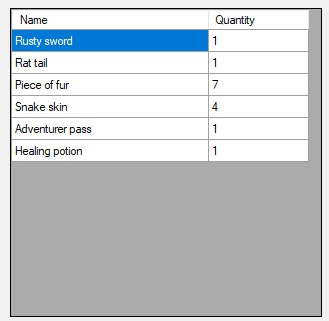 Name Quantity
Rusty sword 1
Rat tail 1
Piece of fur 7
Snake skin 4
Adventurer pass 1
Healing potion 1